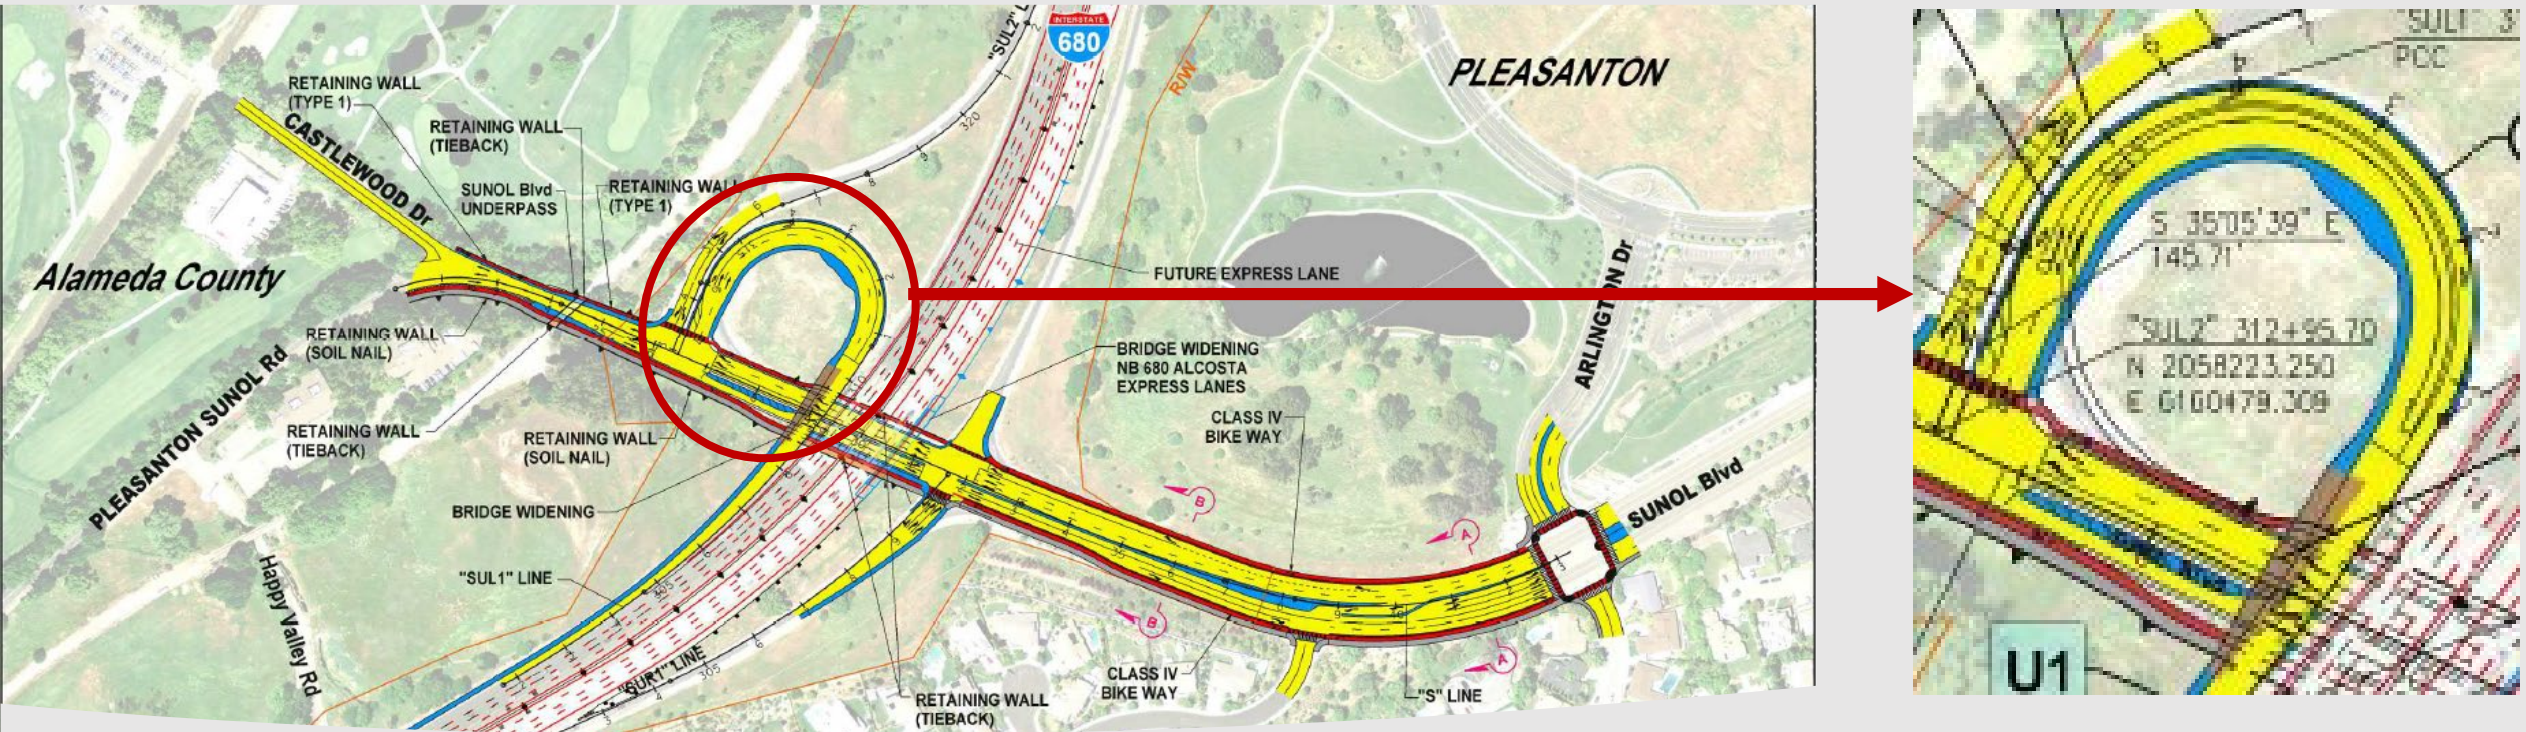 INTERSTATE
680
"SUL2" L
PLEASANTON
R/W
RETAINING WALL
(TYPE 1)
CASTLEWOOD Dr
RETAINING WALL
(TIEBACK)
SUNOL Blvd
UNDERPASS
RETAINING WALL
(TYPE 1)
320
Alameda County
FUTURE EXPRESS LANE
ARLINGTON Dr
RETAINING WALL
(SOIL NAIL)
PLEASANTON SUNOL Rd
BRIDGE WIDENING
NB 680 ALCOSTA
EXPRESS LANES
CLASS IV
BIKE WAY
RETAINING WALL
(TIEBACK)
RETAINING WALL
(SOIL NAIL)
BRIDGE WIDENING
SUNOL Blvd
B
A
"SUL1" LINE
Happy Valley Rd
B
A
"SUR1" LINE
305
CLASS IV
BIKE WAY
"S" LINE
RETAINING WALL
(TIEBACK)
"SUL1" 3
PCC
S 35°05'39" E
145.71'
"SUL2" 312+95.70
N 2058223.250
E 6160479.309
U1